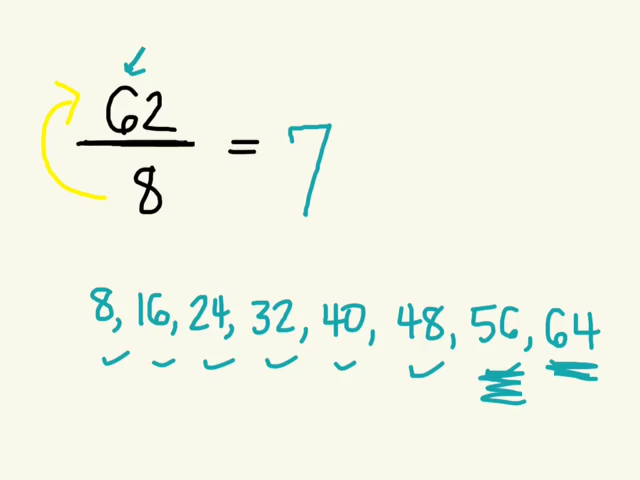 62
8
= 7
8, 16, 24, 32, 40, 48, 56, 64